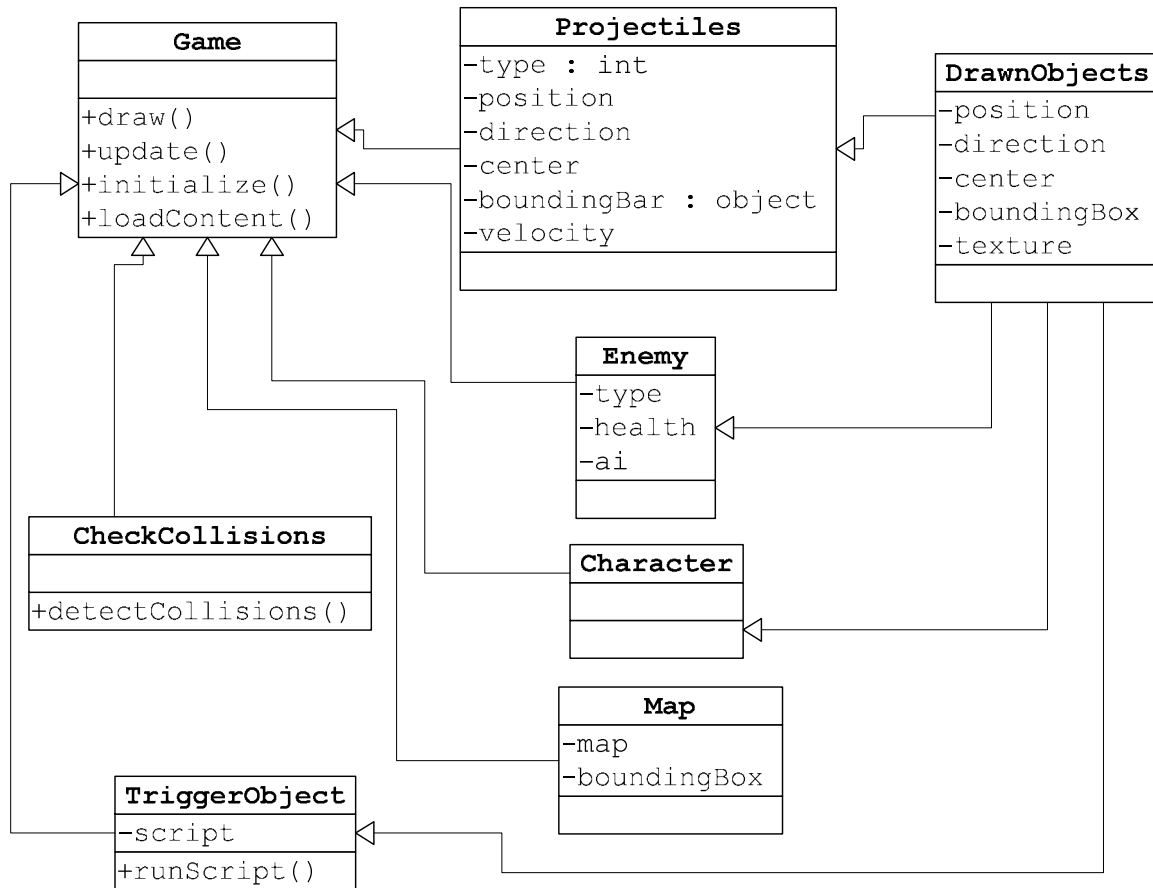 Game
+draw()
+update()
+initialize()
+loadContent()
Projectiles
-type : int
-position
-direction
-center
-boundingBar : object
-velocity
DrawnObjects
-position
-direction
-center
-boundingBox
-texture
Enemy
-type
-health
-ai
CheckCollisions
+detectCollisions()
Character
Map
-map
-boundingBox
TriggerObject
-script
+runScript()